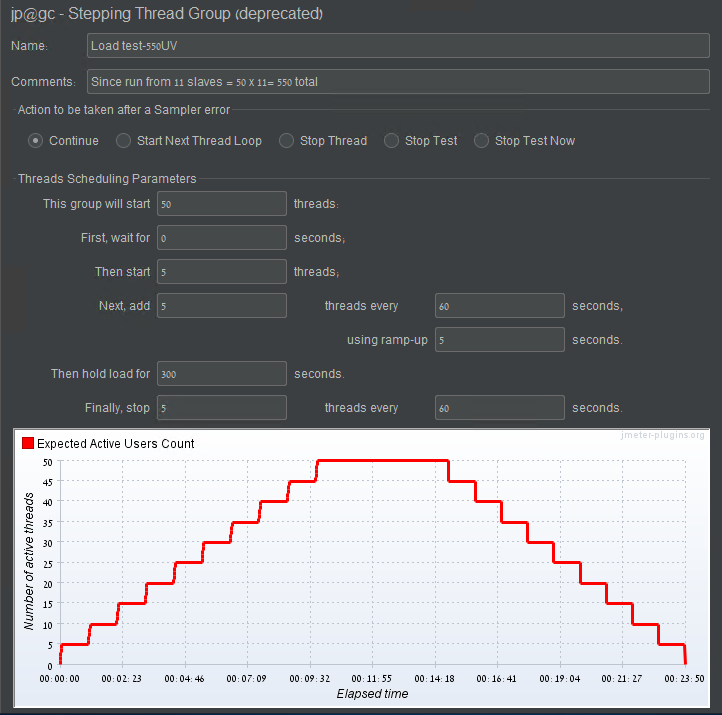 jp@gc - Stepping Thread Group (deprecated)
Name: Load test-550UV
Comments: Since run from 11 slaves = 50 X 11= 550 total
Action to be taken after a Sampler error
Continue Start Next Thread Loop Stop Thread Stop Test Stop Test Now
Threads Scheduling Parameters
This group will start 50 threads:
First, wait for 0 seconds;
Then start 5 threads;
Next, add 5 threads every 60 seconds,
using ramp-up 5 seconds.
Then hold load for 300 seconds.
Finally, stop 5 threads every 60 seconds.
jmeter-plugins.org
Expected Active Users Count
50
45
40
35
30
25
20
15
10
5
0
Number of active threads
00:00:00 00:02:23 00:04:46 00:07:09 00:09:32 00:11:55 00:14:18 00:16:41 00:19:04 00:21:27 00:23:50
Elapsed time